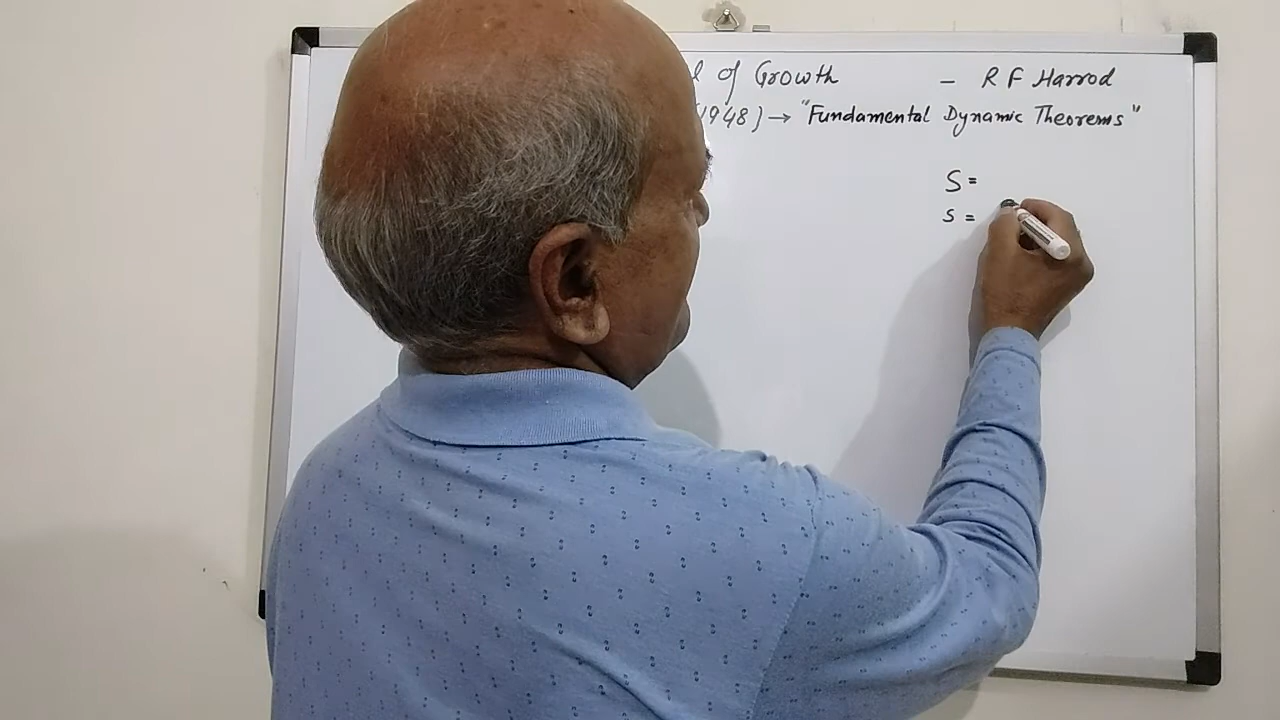 of Growth - R F Harrod
1948) → "Fundamental Dynamic Theorems"
S =
s =